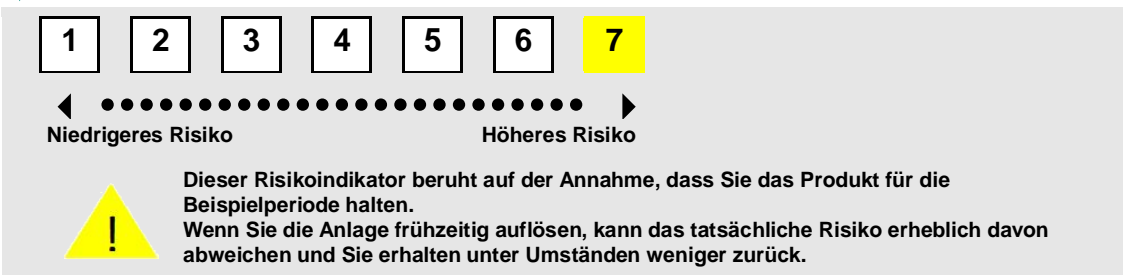 1 2 3 4 5 6 7
Niedrigeres Risiko Höheres Risiko
Dieser Risikoindikator beruht auf der Annahme, dass Sie das Produkt für die
Beispielperiode halten.
! Wenn Sie die Anlage frühzeitig auflösen, kann das tatsächliche Risiko erheblich davon
abweichen und Sie erhalten unter Umständen weniger zurück.